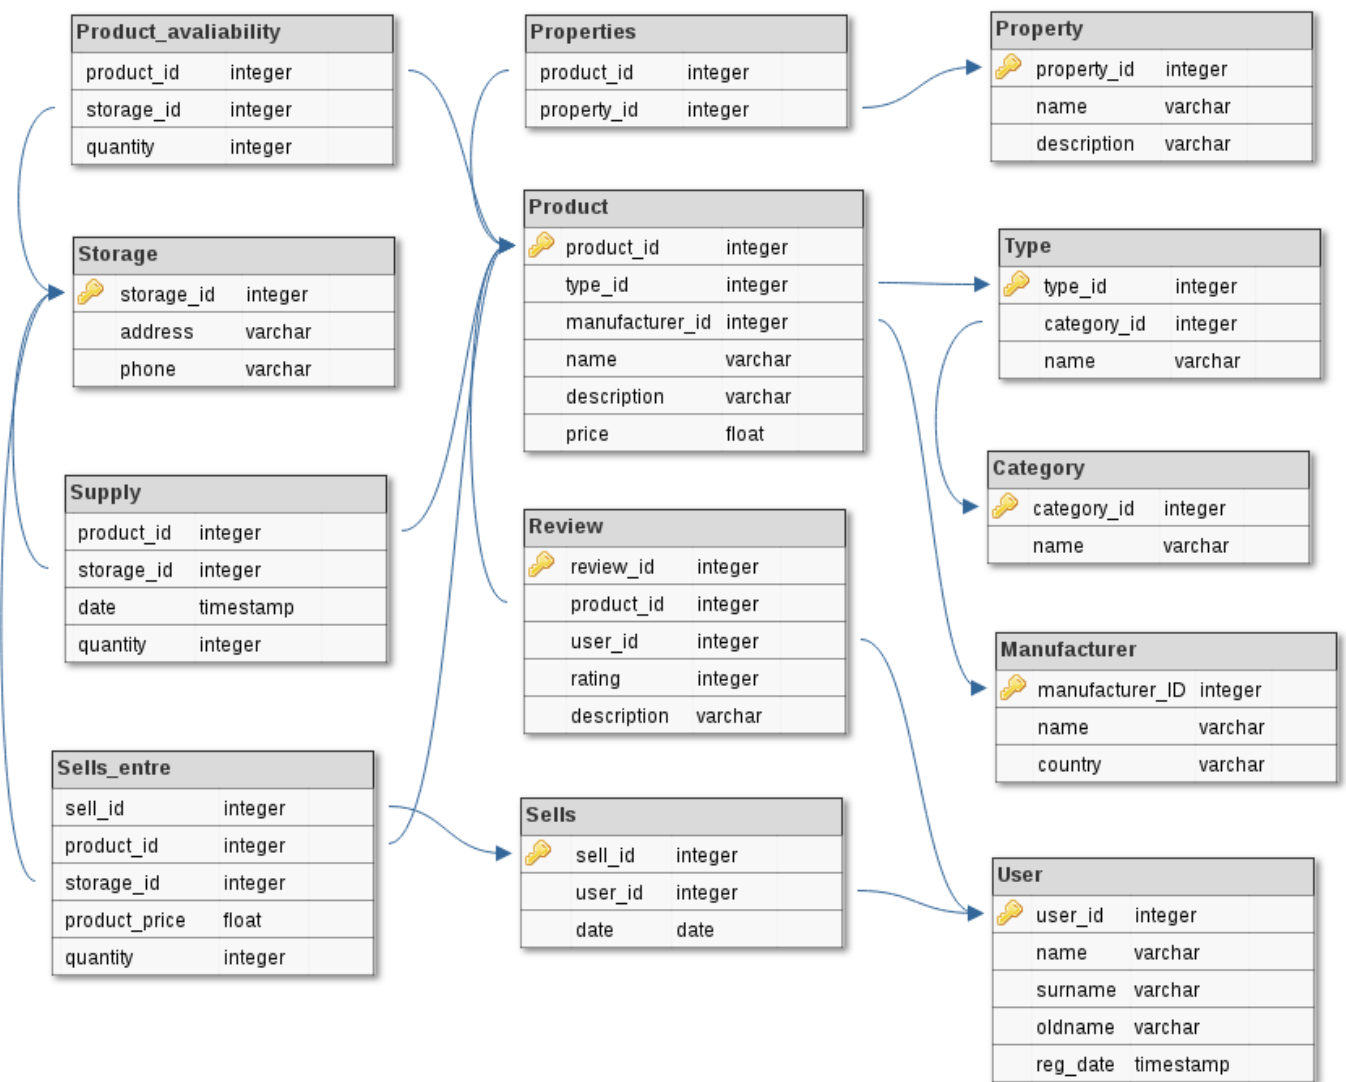 Product_avaliability
product_id integer
storage_id integer
quantity integer
Properties
product_id integer
property_id integer
Property
property_id integer
name varchar
description varchar
Storage
storage_id integer
address varchar
phone varchar
Product
product_id integer
type_id integer
manufacturer_id integer
name varchar
description varchar
price float
Type
type_id integer
category_id integer
name varchar
Category
category_id integer
name varchar
Supply
product_id integer
storage_id integer
date timestamp
quantity integer
Review
review_id integer
product_id integer
user_id integer
rating integer
description varchar
Manufacturer
manufacturer_ID integer
name varchar
country varchar
Sells_entre
sell_id integer
product_id integer
storage_id integer
product_price float
quantity integer
Sells
sell_id integer
user_id integer
date date
User
user_id integer
name varchar
surname varchar
oldname varchar
reg_date timestamp